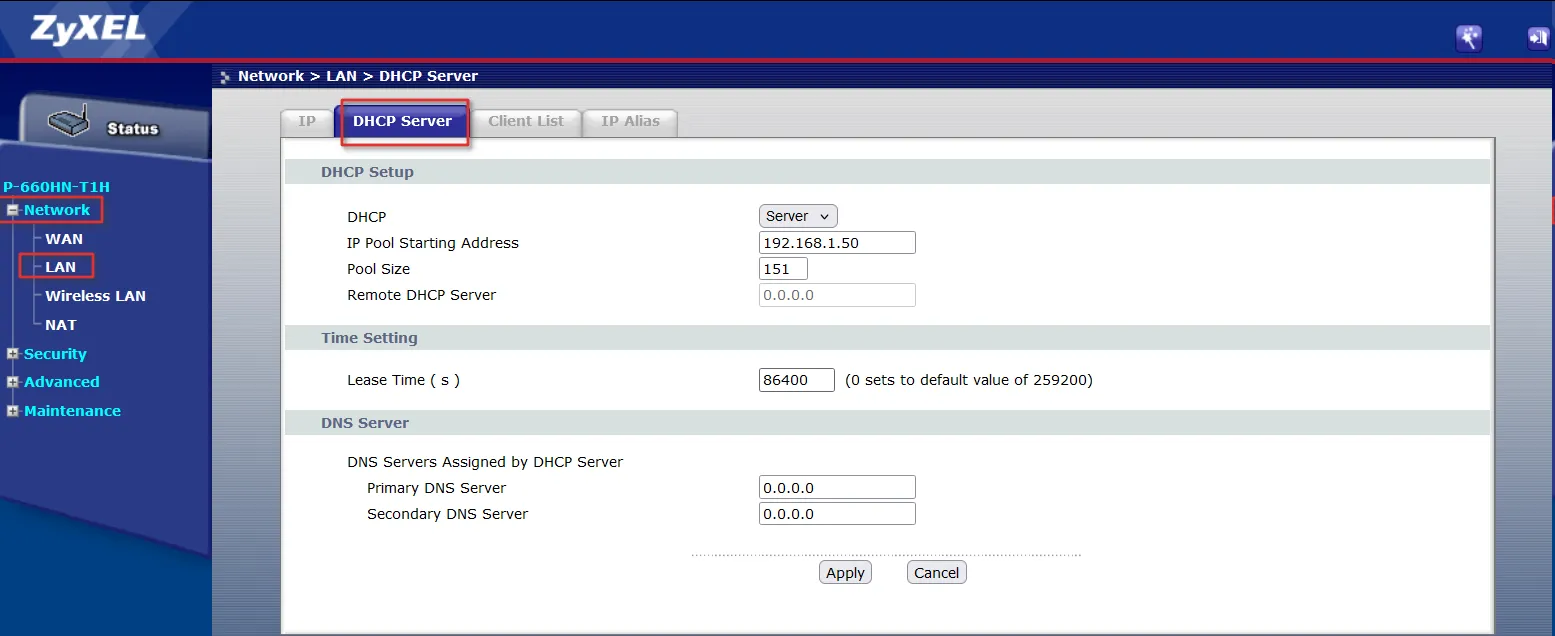 ZyXEL
Network > LAN > DHCP Server
Status
IP DHCP Server Client List IP Alias
P-660HN-T1H
Network
WAN
LAN
Wireless LAN
NAT
Security
Advanced
Maintenance
DHCP Setup
DHCP Server
IP Pool Starting Address 192.168.1.50
Pool Size 151
Remote DHCP Server 0.0.0.0
Time Setting
Lease Time ( s ) 86400 (0 sets to default value of 259200)
DNS Server
DNS Servers Assigned by DHCP Server
Primary DNS Server 0.0.0.0
Secondary DNS Server 0.0.0.0
Apply Cancel